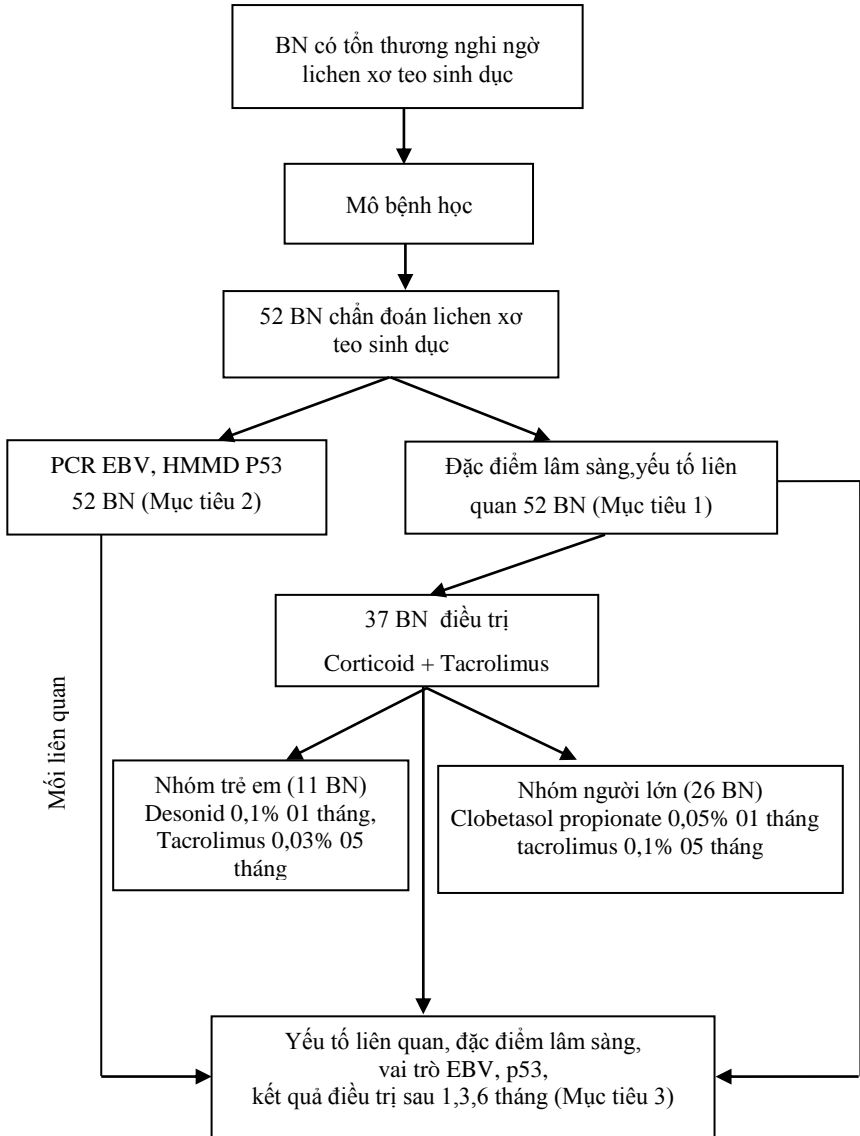 BN có tổn thương nghi ngờ
lichen xơ teo sinh dục
Mô bệnh học
52 BN chẩn đoán lichen xơ
teo sinh dục
PCR EBV, HMMD P53
52 BN (Mục tiêu 2)
Đặc điểm lâm sàng,yếu tố liên
quan 52 BN (Mục tiêu 1)
37 BN điều trị
Corticoid + Tacrolimus
Mối liên quan
Nhóm trẻ em (11 BN)
Desonid 0,1% 01 tháng,
Tacrolimus 0,03% 05
tháng
Nhóm người lớn (26 BN)
Clobetasol propionate 0,05% 01 tháng
tacrolimus 0,1% 05 tháng
Yếu tố liên quan, đặc điểm lâm sàng,
vai trò EBV, p53,
kết quả điều trị sau 1,3,6 tháng (Mục tiêu 3)